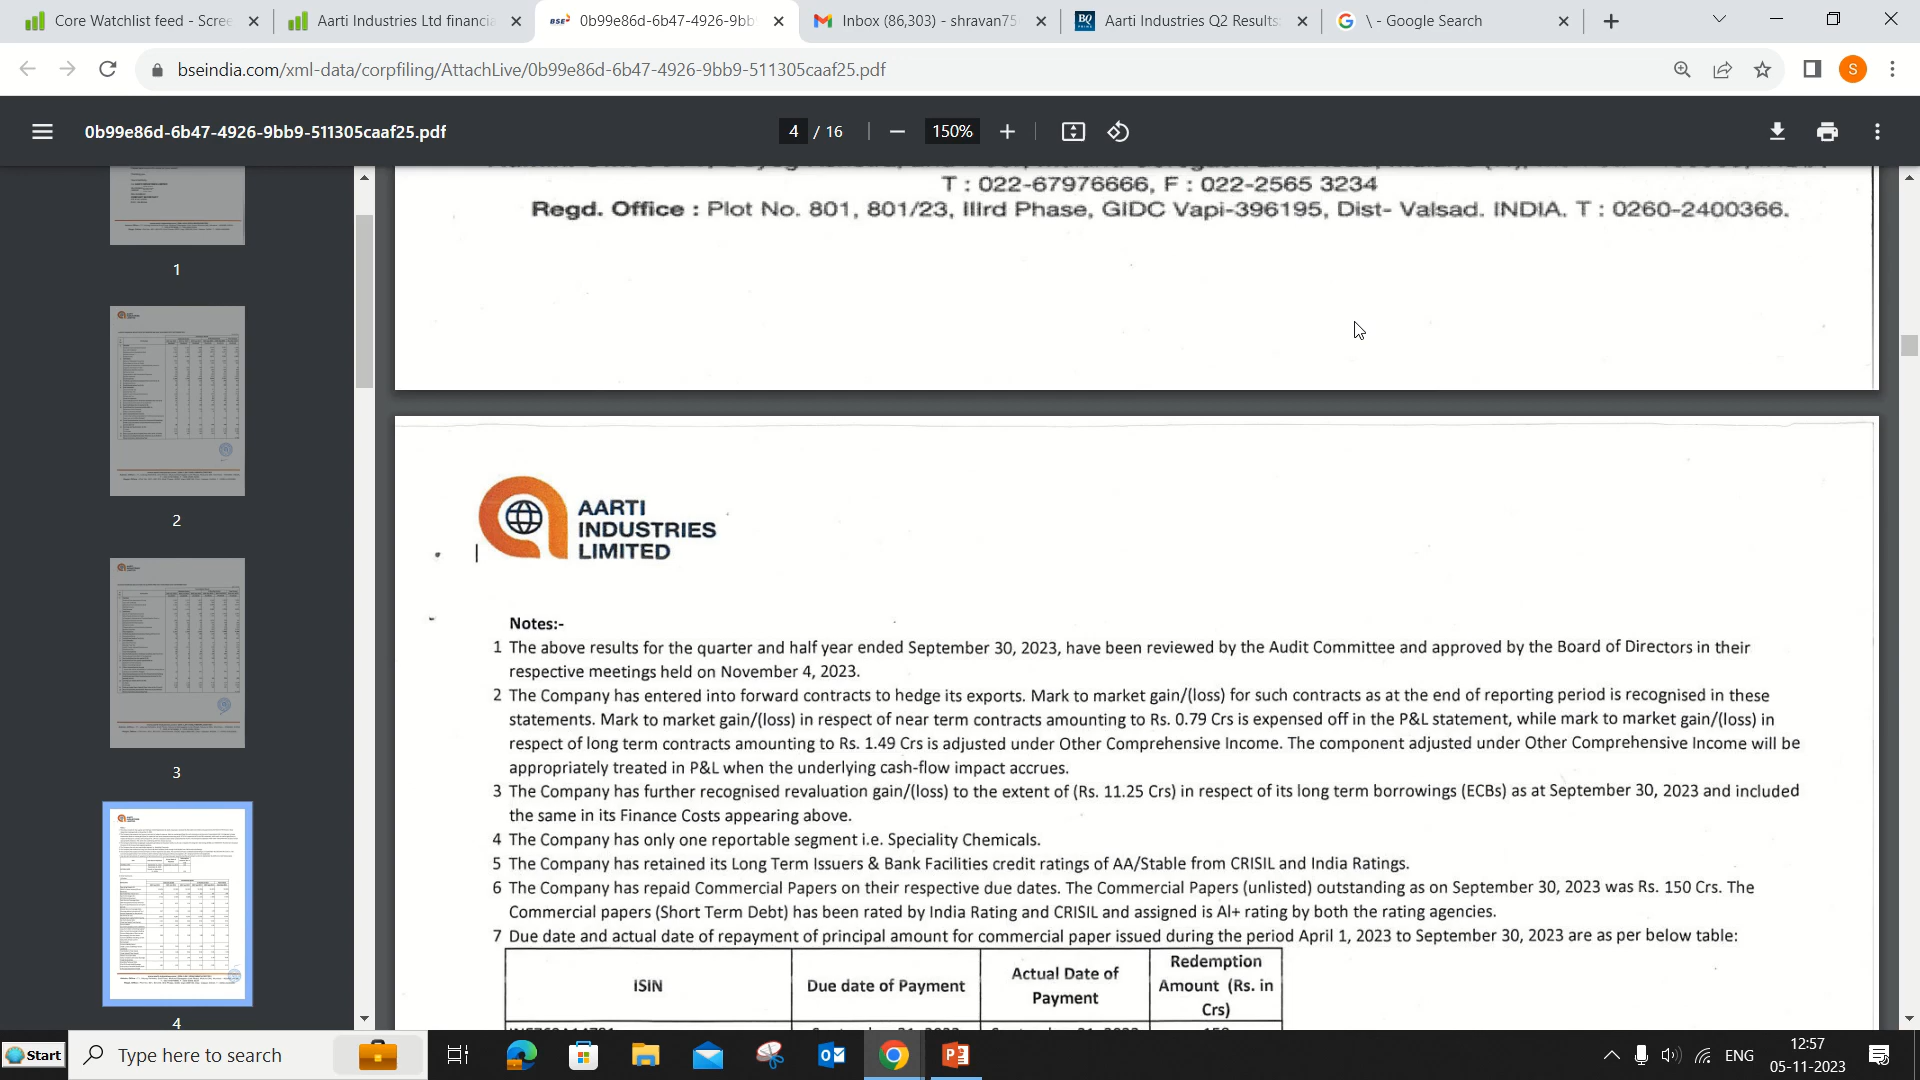 Core Watchlist feed - Scree
Aarti Industries Ltd financia
0b99e86d-6b47-4926-9bb
Inbox (86,303) - shravan75
Aarti Industries Q2 Results:
\ - Google Search
bseindia.com/xml-data/corpfiling/AttachLive/0b99e86d-6b47-4926-9bb9-511305caaf25.pdf
S
0b99e86d-6b47-4926-9bb9-511305caaf25.pdf
4 / 16
150%
1
2
3
4
T : 022-67976666, F : 022-2565 3234
Regd. Office : Plot No. 801, 801/23, IIIrd Phase, GIDC Vapi-396195, Dist- Valsad. INDIA. T : 0260-2400366.
AARTI
INDUSTRIES
LIMITED
Notes:-
1 The above results for the quarter and half year ended September 30, 2023, have been reviewed by the Audit Committee and approved by the Board of Directors in their
respective meetings held on November 4, 2023.
2 The Company has entered into forward contracts to hedge its exports. Mark to market gain/(loss) for such contracts as at the end of reporting period is recognised in these
statements. Mark to market gain/(loss) in respect of near term contracts amounting to Rs. 0.79 Crs is expensed off in the P&L statement, while mark to market gain/(loss) in
respect of long term contracts amounting to Rs. 1.49 Crs is adjusted under Other Comprehensive Income. The component adjusted under Other Comprehensive Income will be
appropriately treated in P&L when the underlying cash-flow impact accrues.
3 The Company has further recognised revaluation gain/(loss) to the extent of (Rs. 11.25 Crs) in respect of its long term borrowings (ECBs) as at September 30, 2023 and included
the same in its Finance Costs appearing above.
4 The Company has only one reportable segment i.e. Speciality Chemicals.
5 The Company has retained its Long Term Issuers & Bank Facilities credit ratings of AA/Stable from CRISIL and India Ratings.
6 The Company has repaid Commercial Papers on their respective due dates. The Commercial Papers (unlisted) outstanding as on September 30, 2023 was Rs. 150 Crs. The
Commercial papers (Short Term Debt) has been rated by India Rating and CRISIL and assigned is Al+ rating by both the rating agencies.
7 Due date and actual date of repayment of principal amount for commercial paper issued during the period April 1, 2023 to September 30, 2023 are as per below table:
ISIN
Due date of Payment
Actual Date of
Payment
Redemption
Amount (Rs. in
Crs)
Start
Type here to search
ENG
12:57
05-11-2023